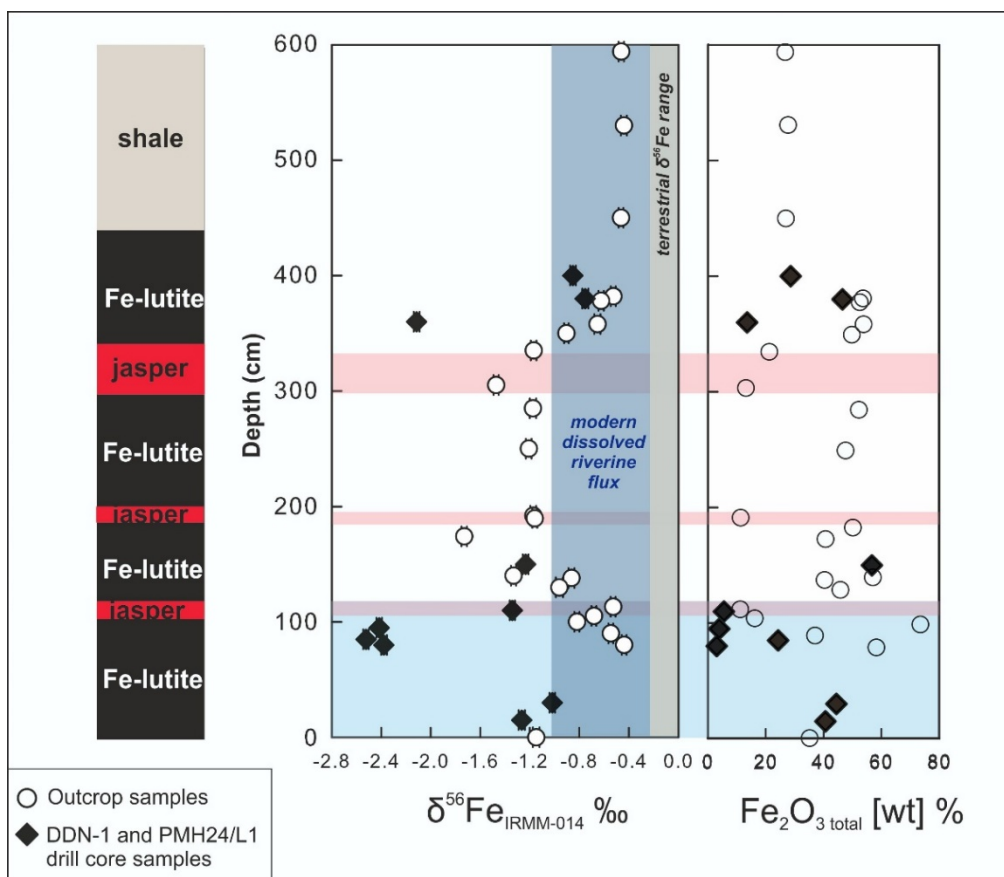 shale
Fe-lutite
jasper
Fe-lutite
jasper
Fe-lutite
jasper
Fe-lutite
Depth (cm)
600
500
400
300
200
100
0
terrestrial δ⁵⁶Fe range
modern
dissolved
riverine
flux
-2.8 -2.4 -2.0 -1.6 -1.2 -0.8 -0.4 0.0
δ⁵⁶Fe IRMM-014 ‰
0 20 40 60 80
Fe₂O₃ total [wt] %
Outcrop samples
DDN-1 and PMH24/L1
drill core samples